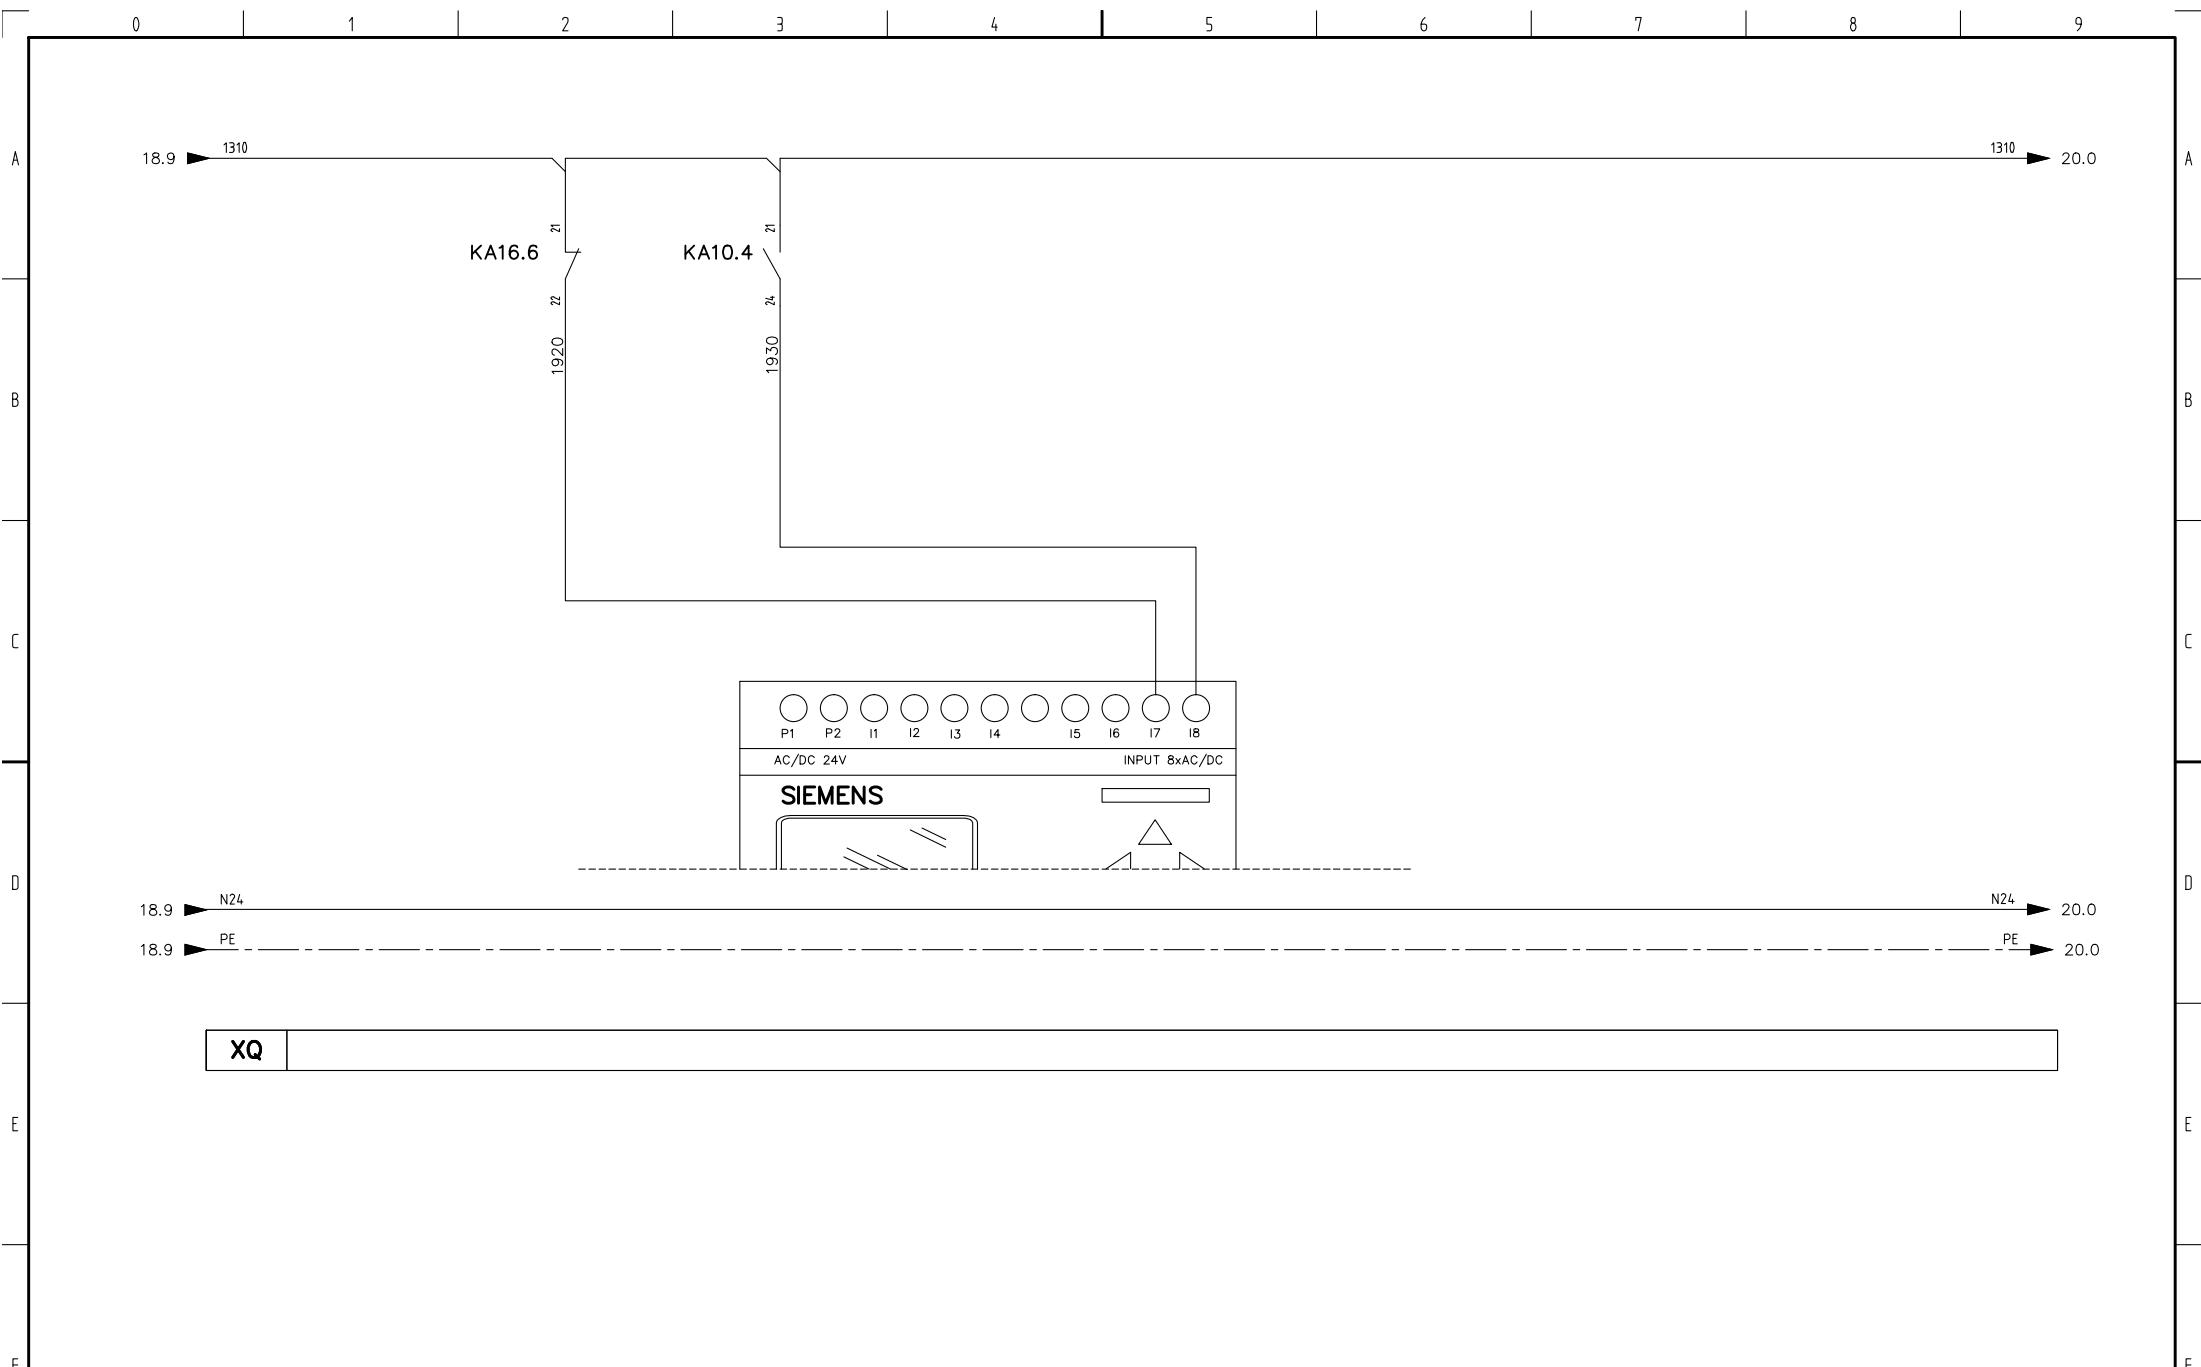 0 1 2 3 4 5 6 7 8 9
1310 1310
A 18.9 20.0 A
21 21
KA16.6 KA10.4
22 24
1920 1930
B B
C C
P1 P2 I1 I2 I3 I4 I5 I6 I7 I8
AC/DC 24V INPUT 8xAC/DC
SIEMENS
D D
N24 N24
18.9 20.0
PE PE
18.9 20.0
XQ
E E